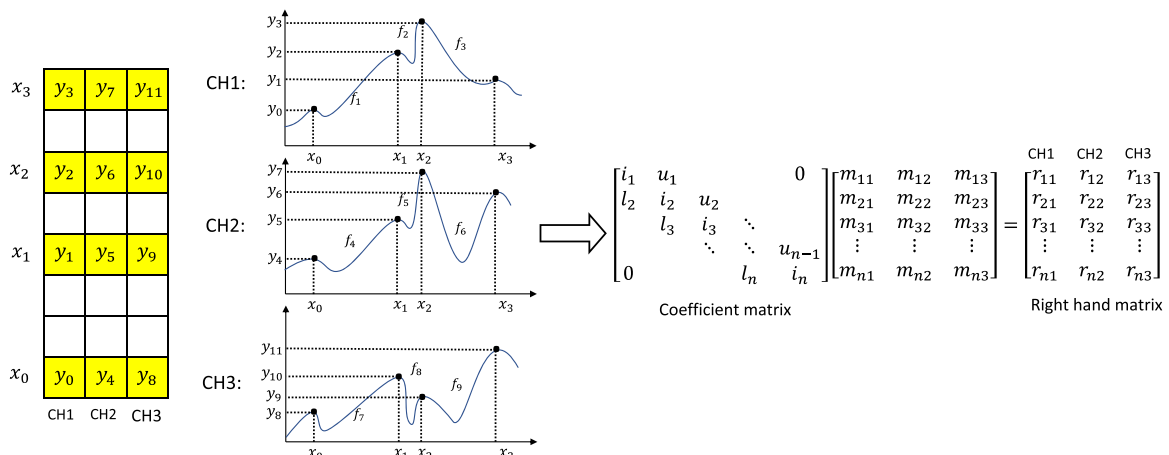 x₃ y₃ y₇ y₁₁
x₂ y₂ y₆ y₁₀
x₁ y₁ y₅ y₉
x₀ y₀ y₄ y₈
CH1 CH2 CH3
CH1:
y₃
y₂
y₁
y₀
f₁ f₂ f₃
x₀ x₁ x₂ x₃
CH2:
y₇
y₆
y₅
y₄
f₄ f₅ f₆
x₀ x₁ x₂ x₃
CH3:
y₁₁
y₁₀
y₉
y₈
f₇ f₈ f₉
x₀ x₁ x₂ x₃
CH1 CH2 CH3
i₁ u₁ 0 m₁₁ m₁₂ m₁₃ r₁₁ r₁₂ r₁₃
l₂ i₂ u₂ m₂₁ m₂₂ m₂₃ r₂₁ r₂₂ r₂₃
l₃ i₃ ⋱ m₃₁ m₃₂ m₃₃ = r₃₁ r₃₂ r₃₃
⋱ ⋱ uₙ₋₁ ⋮ ⋮ ⋮ ⋮ ⋮ ⋮
0 lₙ iₙ mₙ₁ mₙ₂ mₙ₃ rₙ₁ rₙ₂ rₙ₃
Coefficient matrix
Right hand matrix